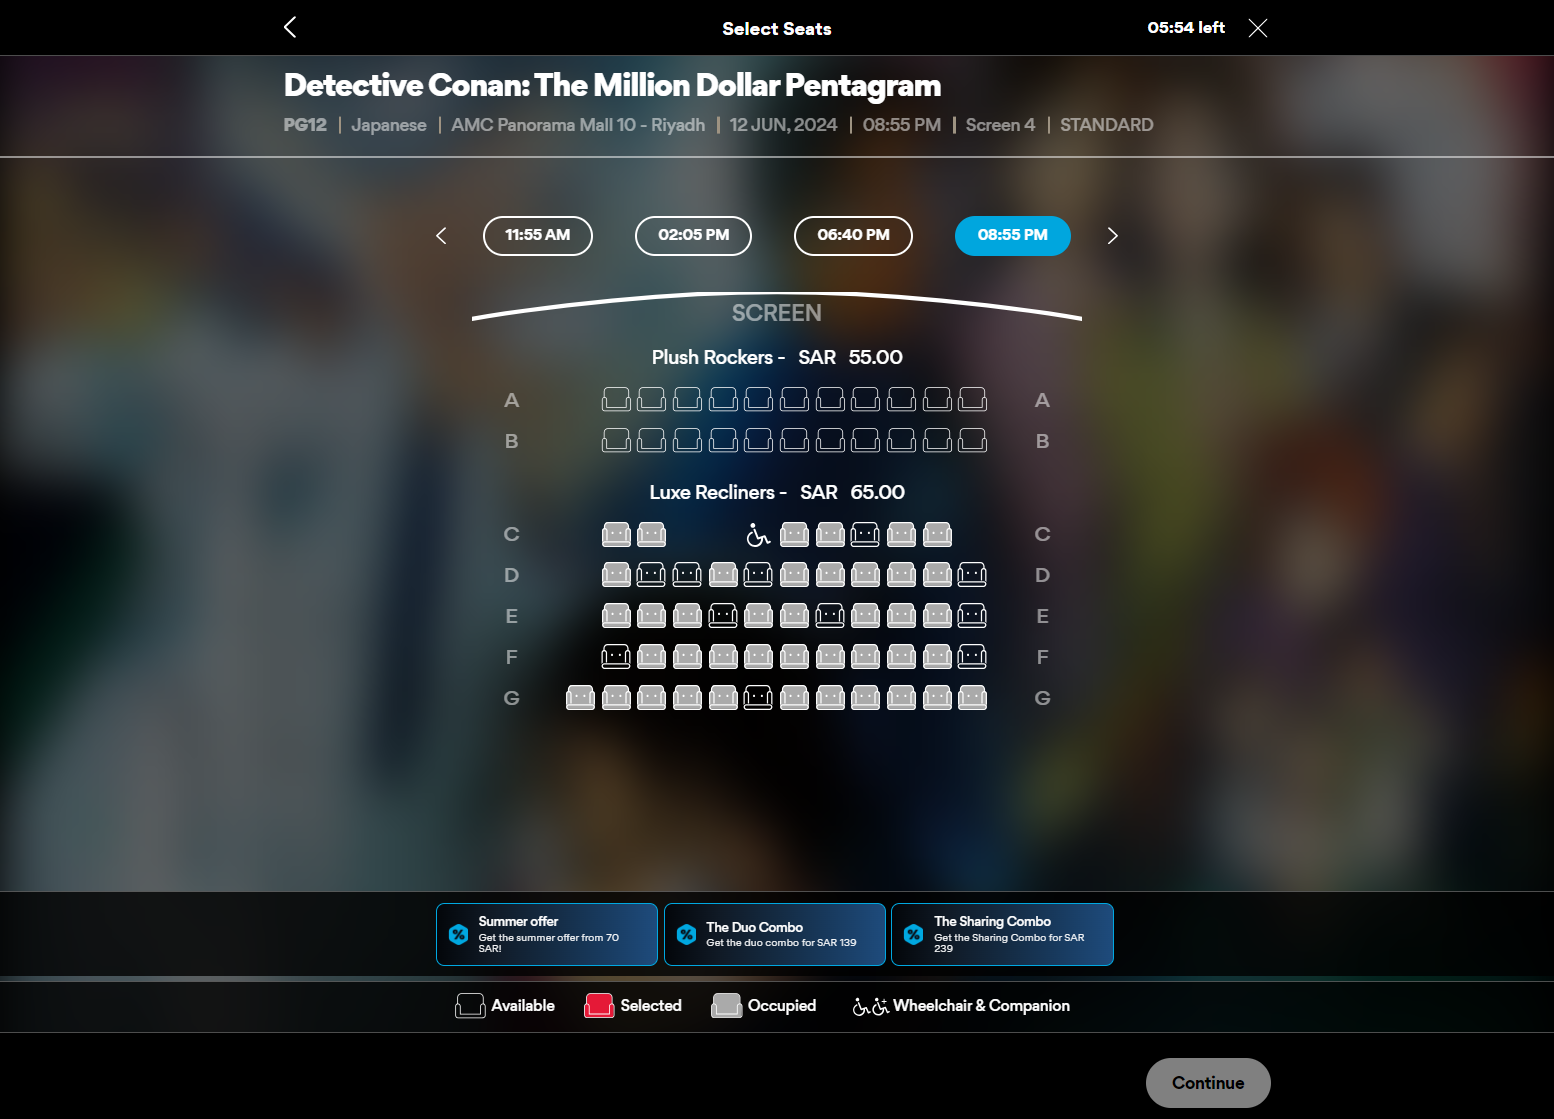 Select Seats
05:54 left
Detective Conan: The Million Dollar Pentagram
PG12 | Japanese | AMC Panorama Mall 10 - Riyadh | 12 JUN, 2024 | 08:55 PM | Screen 4 | STANDARD
11:55 AM 02:05 PM 06:40 PM 08:55 PM
SCREEN
Plush Rockers - SAR 55.00
A A
B B
Luxe Recliners - SAR 65.00
C C
D D
E E
F F
G G
Summer offer
Get the summer offer from 70
SAR!
The Duo Combo
Get the duo combo for SAR 139
The Sharing Combo
Get the Sharing Combo for SAR
239
Available Selected Occupied Wheelchair & Companion
Continue